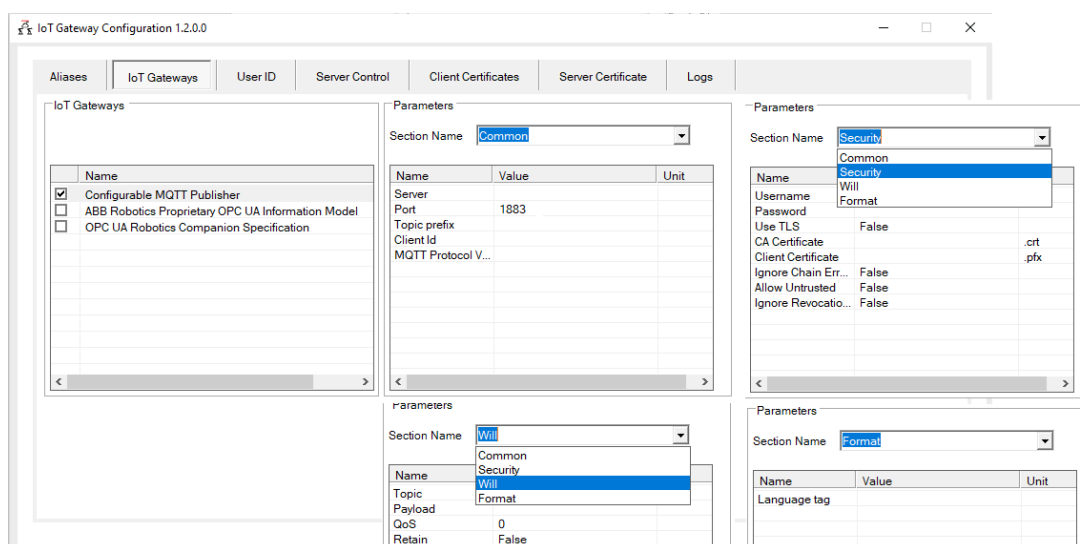 IoT Gateway Configuration 1.2.0.0
Aliases IoT Gateways User ID Server Control Client Certificates Server Certificate Logs
IoT Gateways
Name
Configurable MQTT Publisher
ABB Robotics Proprietary OPC UA Information Model
OPC UA Robotics Companion Specification
Parameters
Section Name Common
Name Value Unit
Server
Port 1883
Topic prefix
Client Id
MQTT Protocol V...
Parameters
Section Name Security
Common
Security
Will
Format
Name
Username
Password
Use TLS False
CA Certificate .crt
Client Certificate .pfx
Ignore Chain Err... False
Allow Untrusted False
Ignore Revocatio... False
Parameters
Section Name Will
Common
Security
Will
Format
Name
Topic
Payload
QoS 0
Retain False
Parameters
Section Name Format
Name Value Unit
Language tag